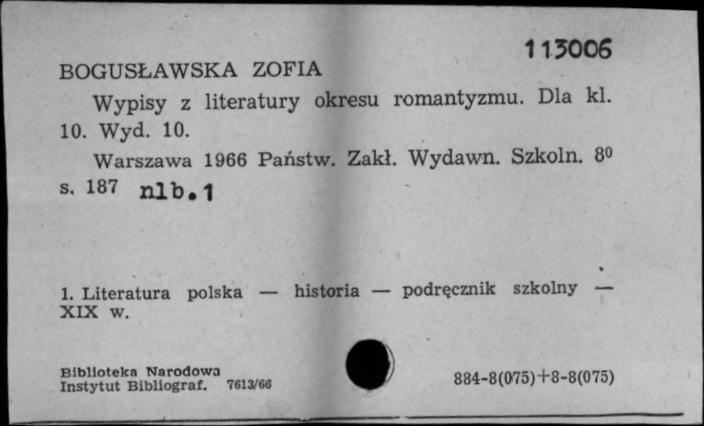 113006
BOGUSŁAWSKA ZOFIA
Wypisy z literatury okresu romantyzmu. Dla kl.
10. Wyd. 10.
Warszawa 1966 Państw. Zakł. Wydawn. Szkoln. 8⁰
s. 187 nlb. 1
1. Literatura polska — historia — podręcznik szkolny —
XIX w.
Biblioteka Narodowa
Instytut Bibliograf. 7613/66
884-8(075)+8-8(075)